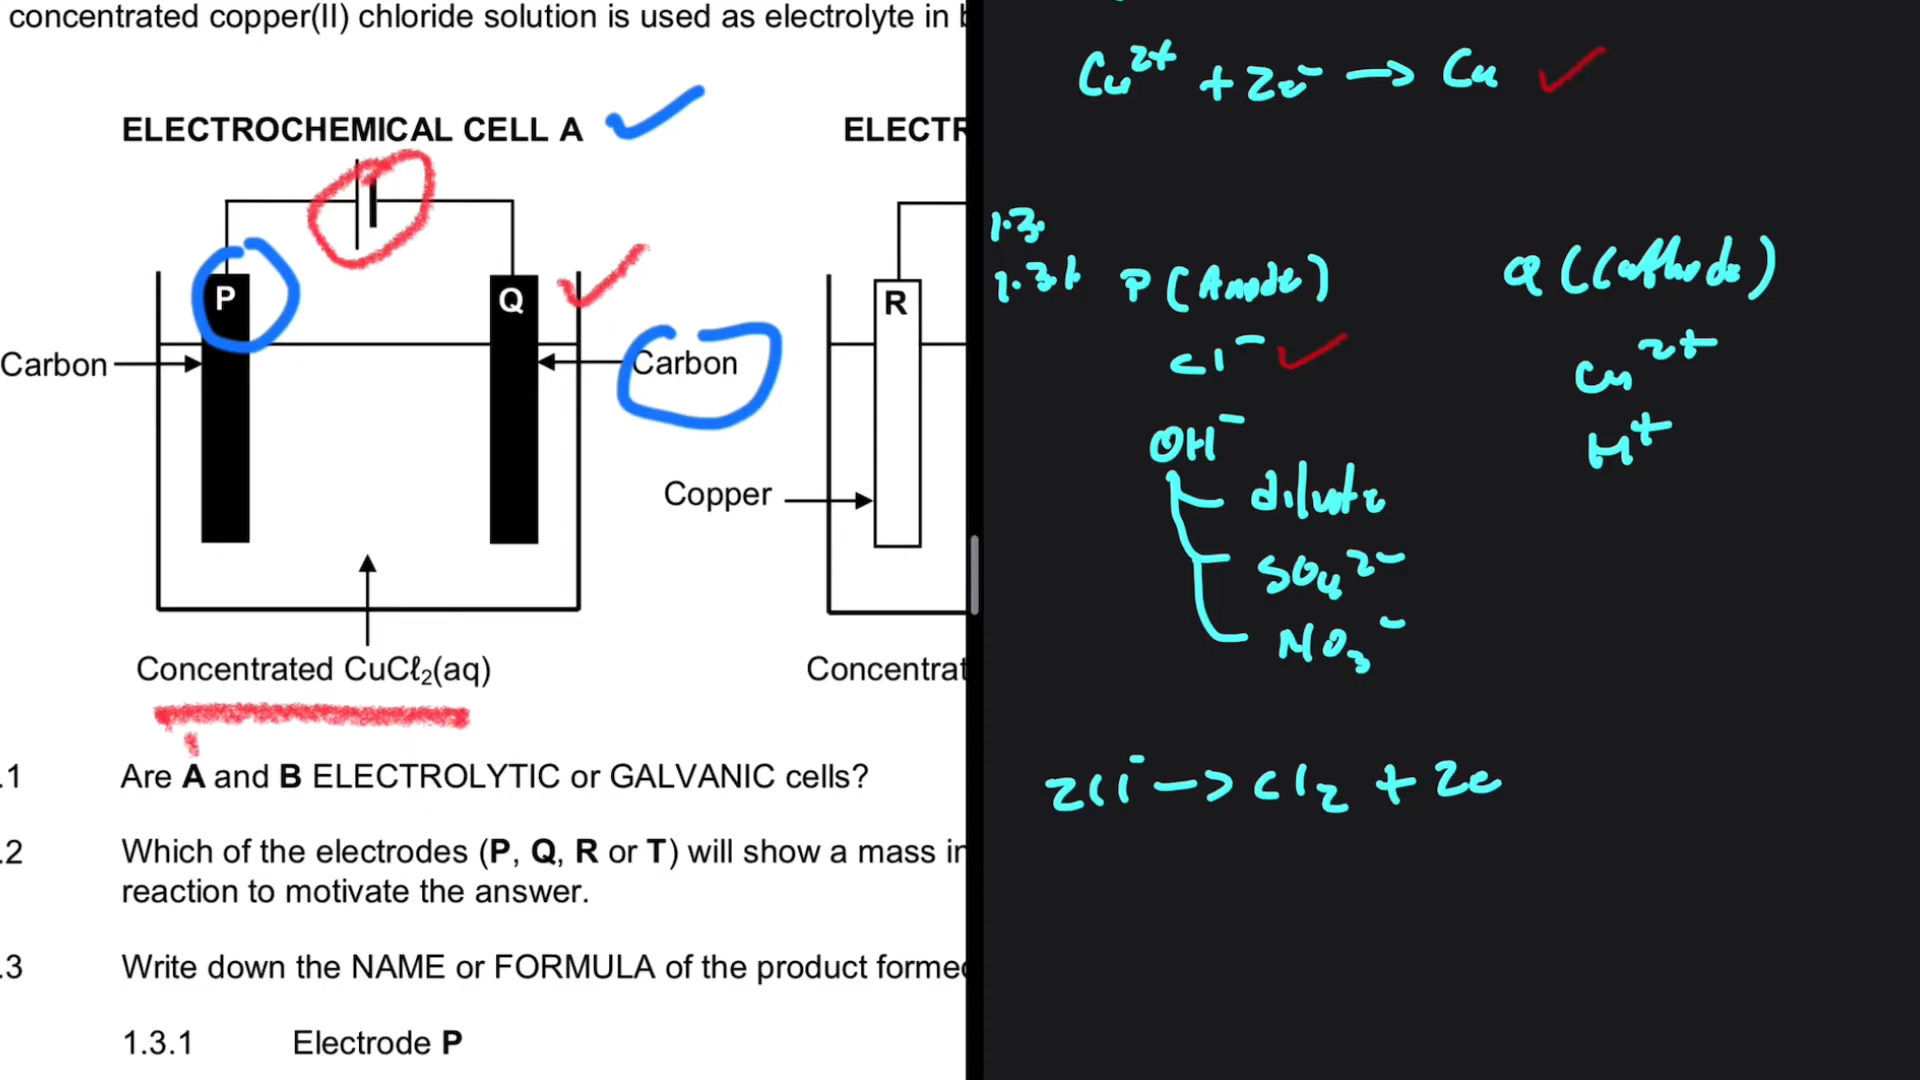 concentrated copper(II) chloride solution is used as electrolyte in
ELECTROCHEMICAL CELL A
ELECTR
P
Q
R
Carbon
Carbon
Copper
Concentrated CuCℓ₂(aq)
Concentrat
.1 Are A and B ELECTROLYTIC or GALVANIC cells?
.2 Which of the electrodes (P, Q, R or T) will show a mass in
reaction to motivate the answer.
.3 Write down the NAME or FORMULA of the product formed
1.3.1 Electrode P
Cu²⁺ + 2e⁻ → Cu
1.3.
1.3.1 P (Anode) Q (Cathode)
Cl⁻ Cu²⁺
OH⁻ H⁺
dilute
SO₄²⁻
NO₃⁻
2Cl⁻ → Cl₂ + 2e